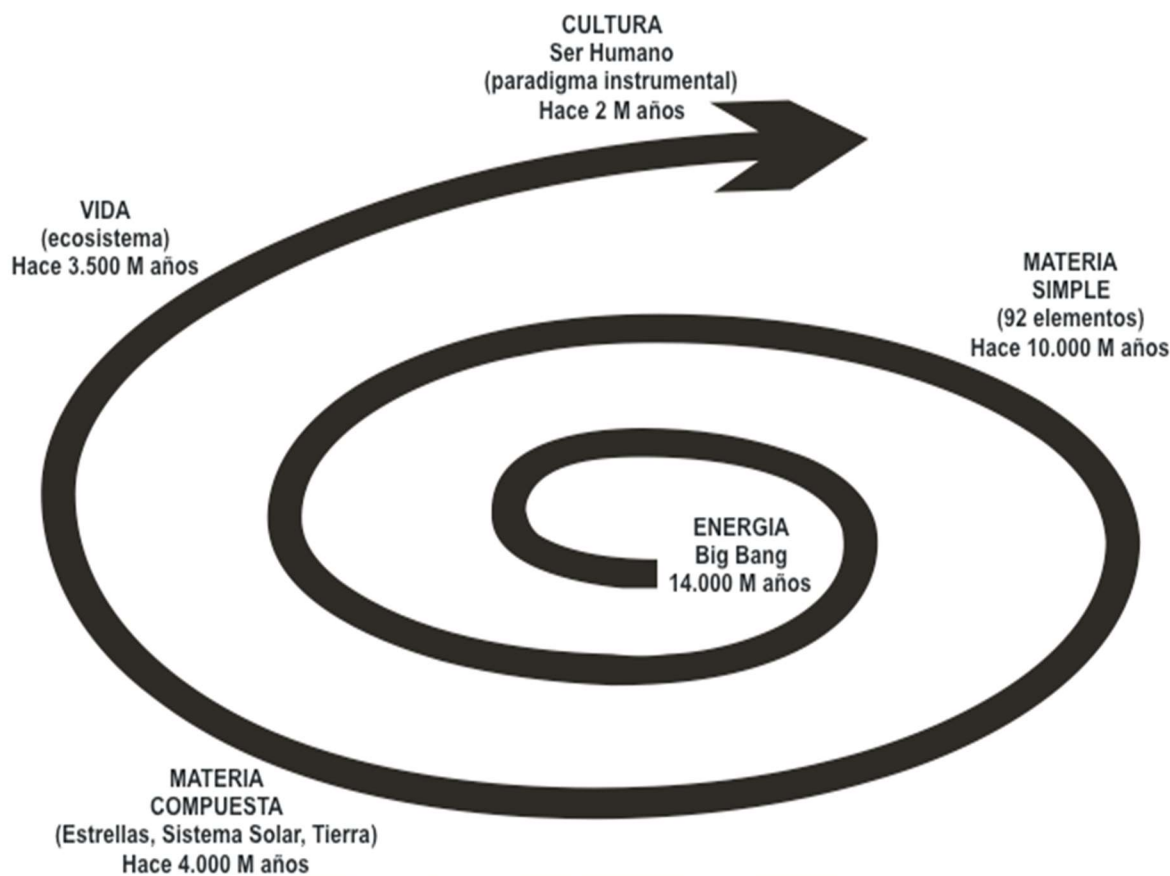 CULTURA
Ser Humano
(paradigma instrumental)
Hace 2 M años
VIDA
(ecosistema)
Hace 3.500 M años
MATERIA
SIMPLE
(92 elementos)
Hace 10.000 M años
ENERGIA
Big Bang
14.000 M años
MATERIA
COMPUESTA
(Estrellas, Sistema Solar, Tierra)
Hace 4.000 M años